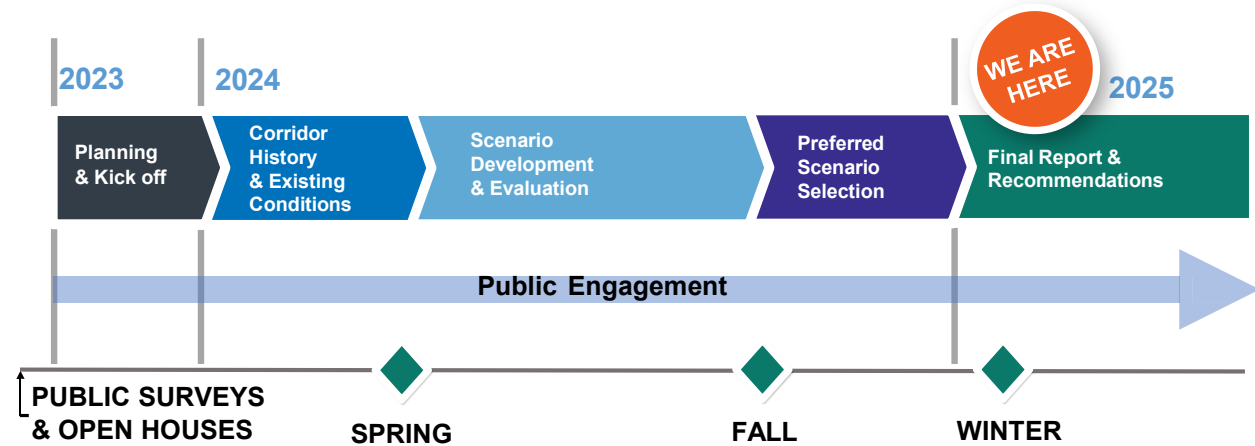 2023
2024
WE ARE
HERE
2025
Planning
& Kick off
Corridor
History
& Existing
Conditions
Scenario
Development
& Evaluation
Preferred
Scenario
Selection
Final Report &
Recommendations
Public Engagement
PUBLIC SURVEYS
& OPEN HOUSES
SPRING
FALL
WINTER